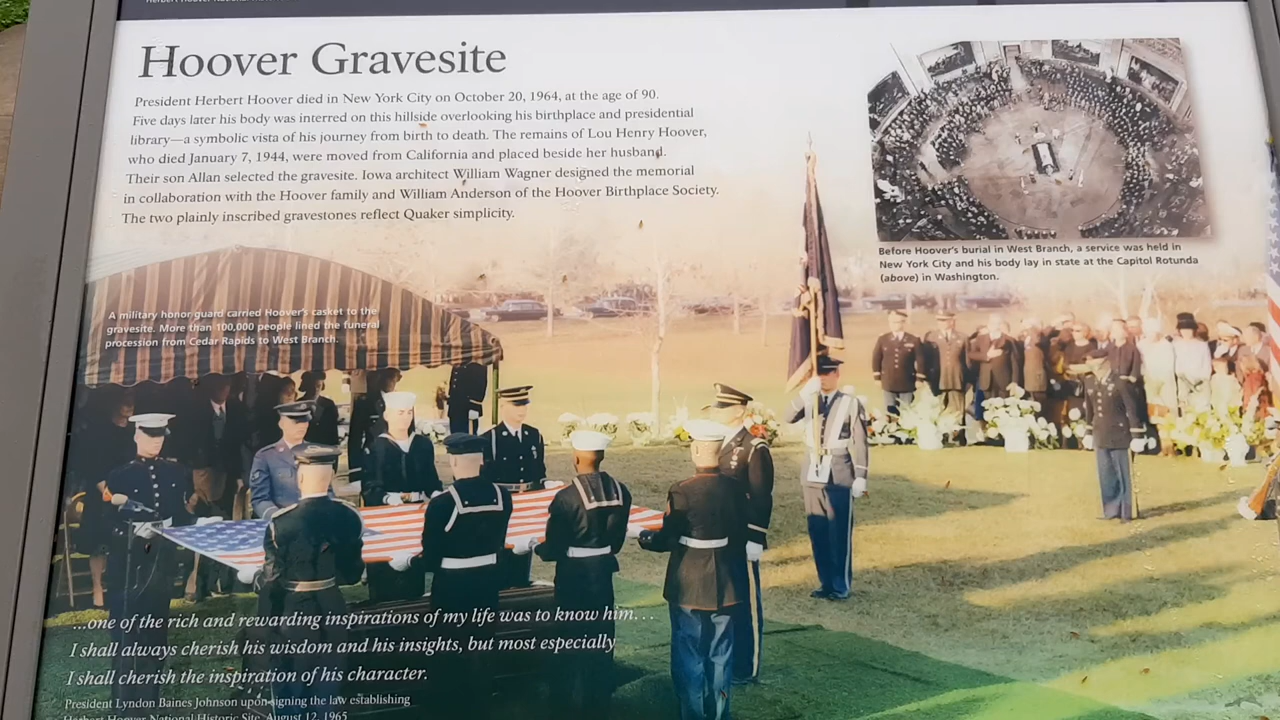 Hoover Gravesite
President Herbert Hoover died in New York City on October 20, 1964, at the age of 90.
Five days later his body was interred on this hillside overlooking his birthplace and presidential
library—a symbolic vista of his journey from birth to death. The remains of Lou Henry Hoover,
who died January 7, 1944, were moved from California and placed beside her husband.
Their son Allan selected the gravesite. Iowa architect William Wagner designed the memorial
in collaboration with the Hoover family and William Anderson of the Hoover Birthplace Society.
The two plainly inscribed gravestones reflect Quaker simplicity.
Before Hoover's burial in West Branch, a service was held in
New York City and his body lay in state at the Capitol Rotunda
(above) in Washington.
A military honor guard carried Hoover's casket to the
gravesite. More than 100,000 people lined the funeral
procession from Cedar Rapids to West Branch.
...one of the rich and rewarding inspirations of my life was to know him...
I shall always cherish his wisdom and his insights, but most especially
I shall cherish the inspiration of his character.
President Lyndon Baines Johnson upon signing the law establishing
Herbert Hoover National Historic Site, August 12, 1965